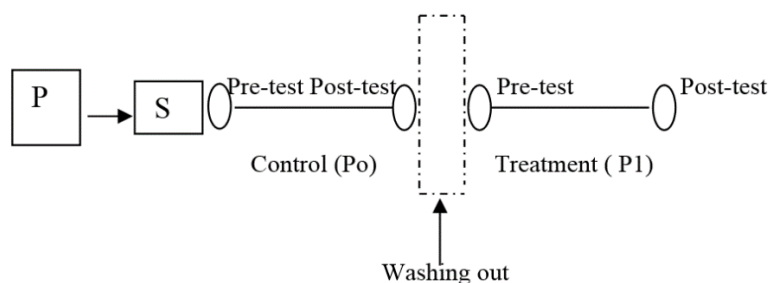 P
S
Pre-test Post-test
Pre-test
Post-test
Control (Po)
Treatment ( P1)
Washing out